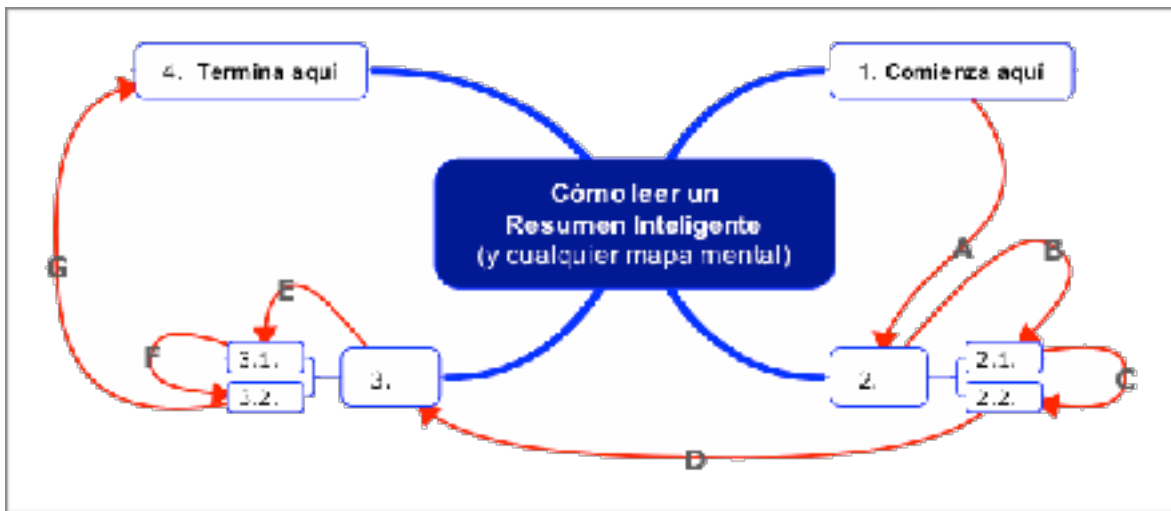 4. Termina aquí
1. Comienza aquí
Cómo leer un
Resumen Inteligente
(y cualquier mapa mental)
A
B
G
E
F
3.1.
3.2.
3.
2.
2.1.
2.2.
C
D